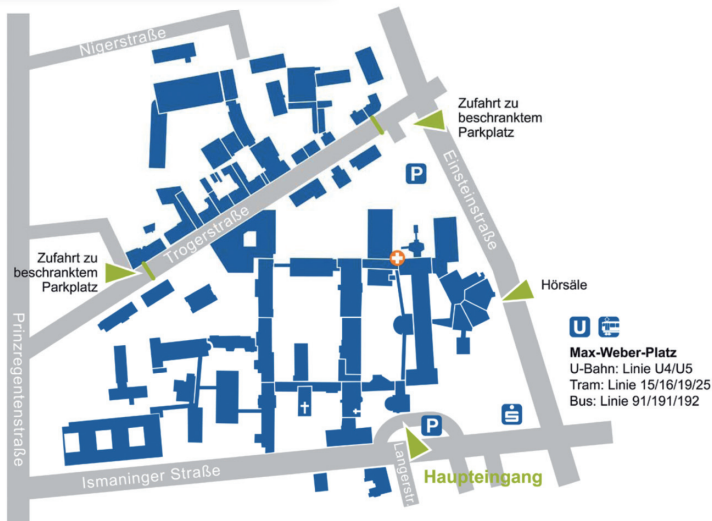 Nigerstraße
Zufahrt zu
beschranktem
Parkplatz
P
Einsteinstraße
Trogerstraße
Zufahrt zu
beschranktem
Parkplatz
Hörsäle
Prinzregentenstraße
U
Max-Weber-Platz
U-Bahn: Linie U4/U5
Tram: Linie 15/16/19/25
Bus: Linie 91/191/192
P
S
Langerstr.
Haupteingang
Ismaninger Straße